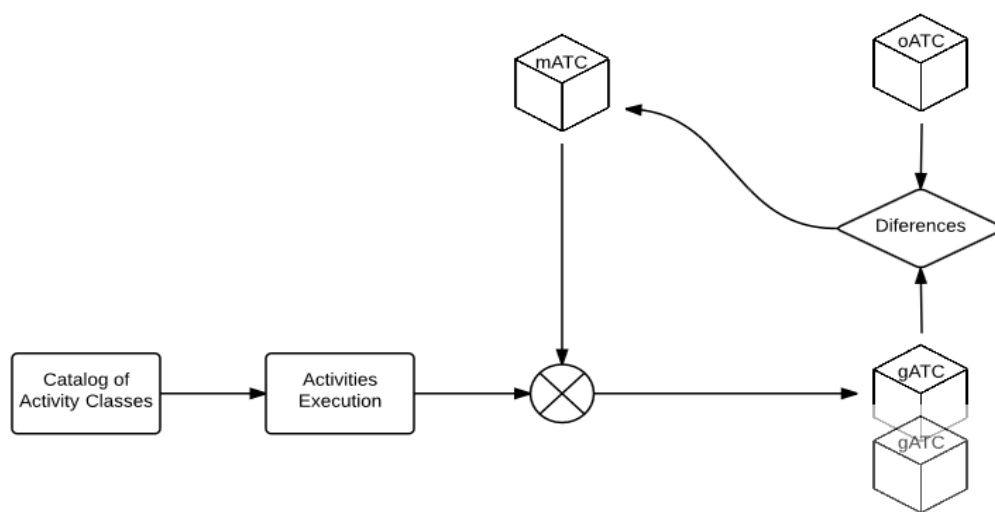 oATC
mATC
Diferences
gATC
Catalog of
Activity Classes
Activities
Execution
gATC